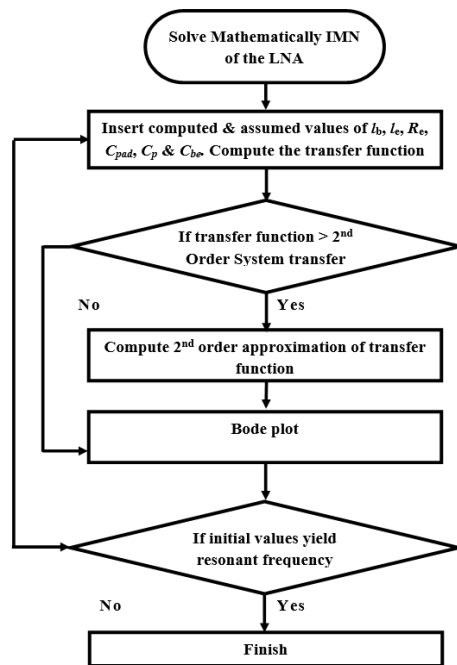 Solve Mathematically IMN
of the LNA
Insert computed & assumed values of lb, le, Re,
Cpad, Cp & Cbe. Compute the transfer function
If transfer function > 2nd
Order System transfer
No
Yes
Compute 2nd order approximation of transfer
function
Bode plot
If initial values yield
resonant frequency
No
Yes
Finish